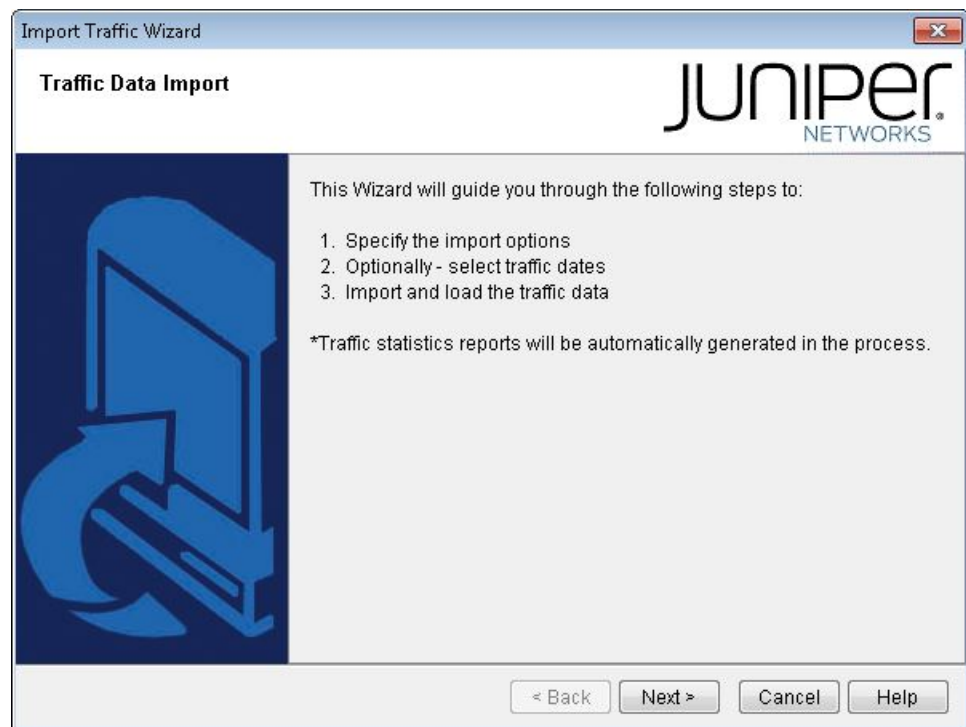 Import Traffic Wizard
Traffic Data Import
JUNIPER
NETWORKS
This Wizard will guide you through the following steps to:
1. Specify the import options
2. Optionally - select traffic dates
3. Import and load the traffic data
*Traffic statistics reports will be automatically generated in the process.
< Back
Next >
Cancel
Help